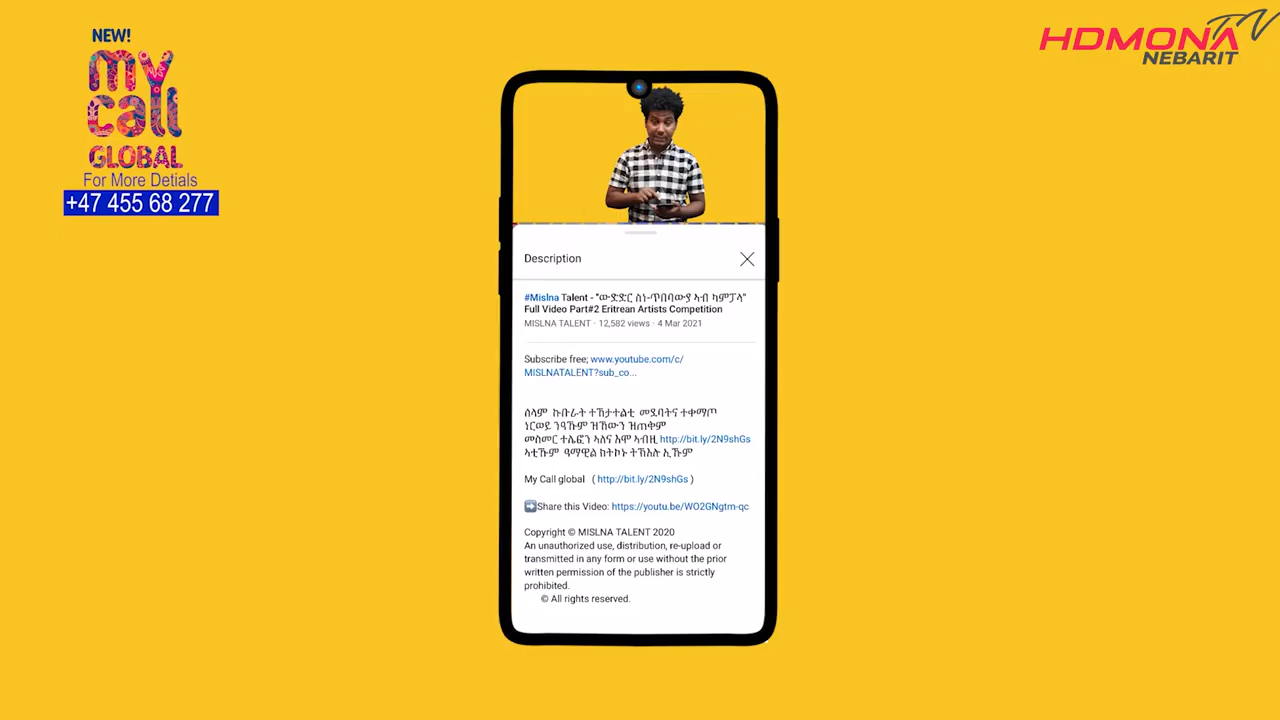 NEW!
my
call
GLOBAL
For More Detials
+47 455 68 277
HDMONA TV
NEBARIT
Description
#Mislna Talent - "ውድድር ስነ-ጥበባውያ ኣብ ካምፓላ"
Full Video Part#2 Eritrean Artists Competition
MISLNA TALENT · 12,582 views · 4 Mar 2021
Subscribe free; www.youtube.com/c/
MISLNATALENT?sub_co...
ሰላም ኩቡራት ተኸታተልቲ መደባትና ተቀማጦ
ነርወይ ንዓኹም ዝኸውን ዝጠቅም
መስመር ተሌፎን ኣለና እሞ ኣብዚ http://bit.ly/2N9shGs
ኣቲኹም ዓማዊል ክትኮኑ ትኽእሉ ኢኹም
My Call global ( http://bit.ly/2N9shGs )
➡Share this Video: https://youtu.be/WO2GNgtm-qc
Copyright © MISLNA TALENT 2020
An unauthorized use, distribution, re-upload or
transmitted in any form or use without the prior
written permission of the publisher is strictly
prohibited.
© All rights reserved.